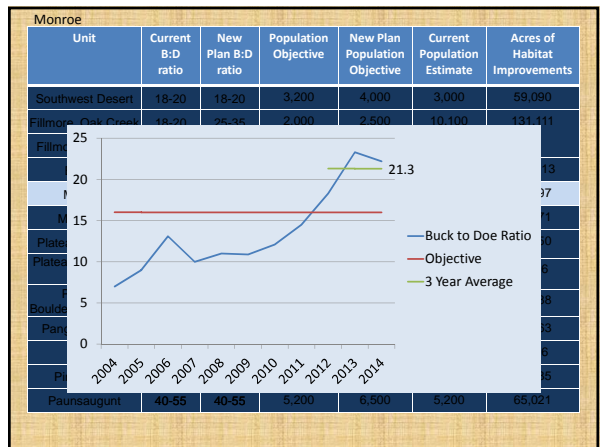 Monroe
Unit Current B:D ratio New Plan B:D ratio Population Objective New Plan Population Objective Current Population Estimate Acres of Habitat Improvements
Southwest Desert 18-20 18-20 3,200 4,000 3,000 59,090
Fillmore, Oak Creek 18-20 25-35 2,000 2,500 10,100 131,111
25
20
15
10
5
0
21.3
2004 2005 2006 2007 2008 2009 2010 2011 2012 2013 2014
Buck to Doe Ratio
Objective
3 Year Average
Paunsaugunt 40-55 40-55 5,200 6,500 5,200 65,021